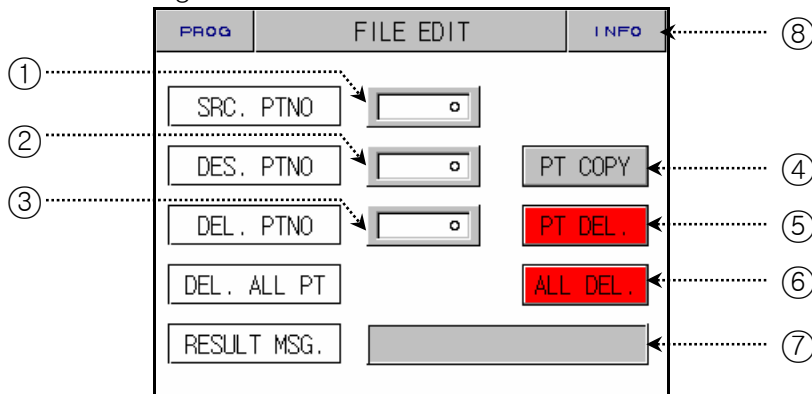 PROG FILE EDIT INFO ⑧
① SRC. PTNO 0
② DES. PTNO 0 PT COPY ④
③ DEL. PTNO 0 PT DEL. ⑤
DEL. ALL PT ALL DEL. ⑥
RESULT MSG. ⑦